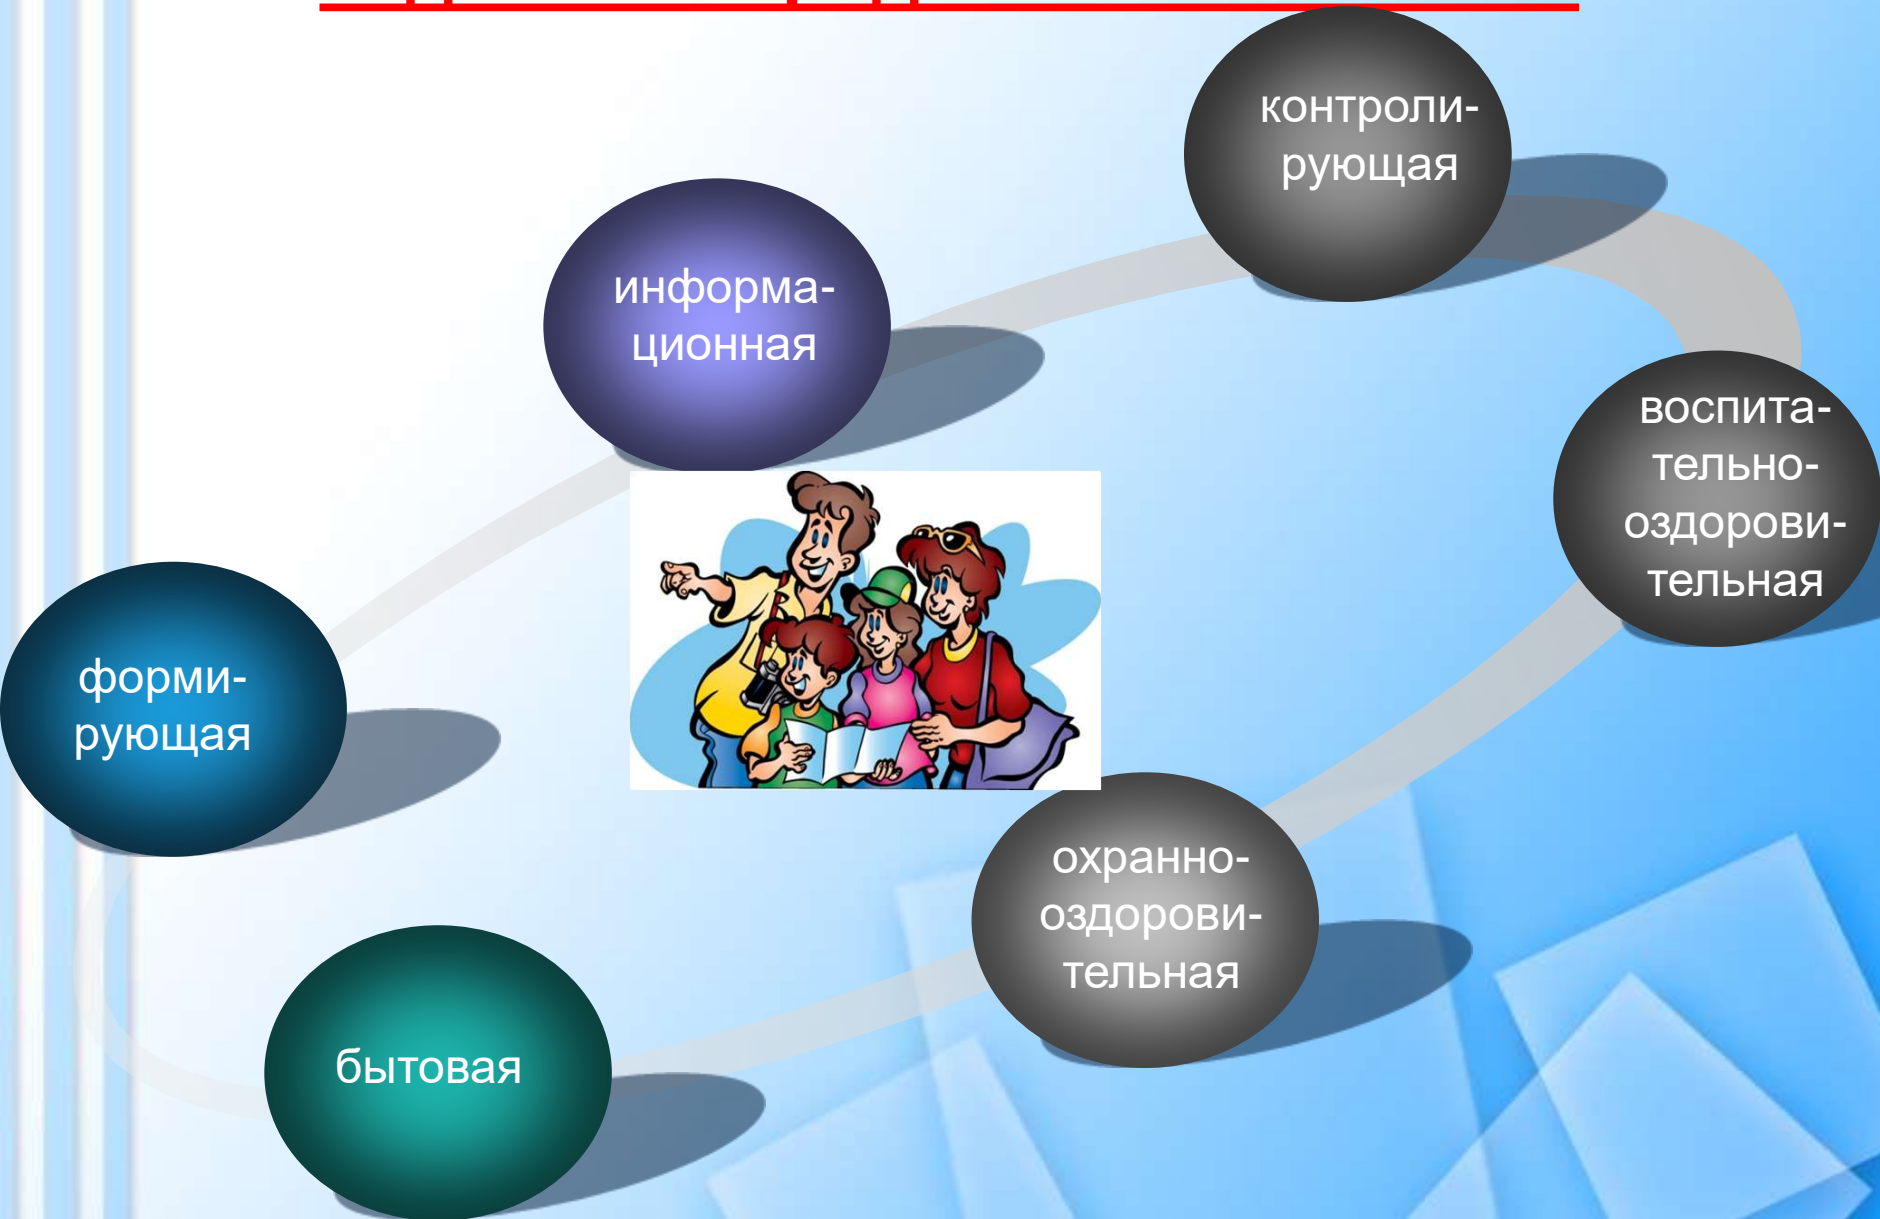 контроли-
рующая
информа-
ционная
воспита-
тельно-
оздорови-
тельная
форми-
рующая
охранно-
оздорови-
тельная
бытовая